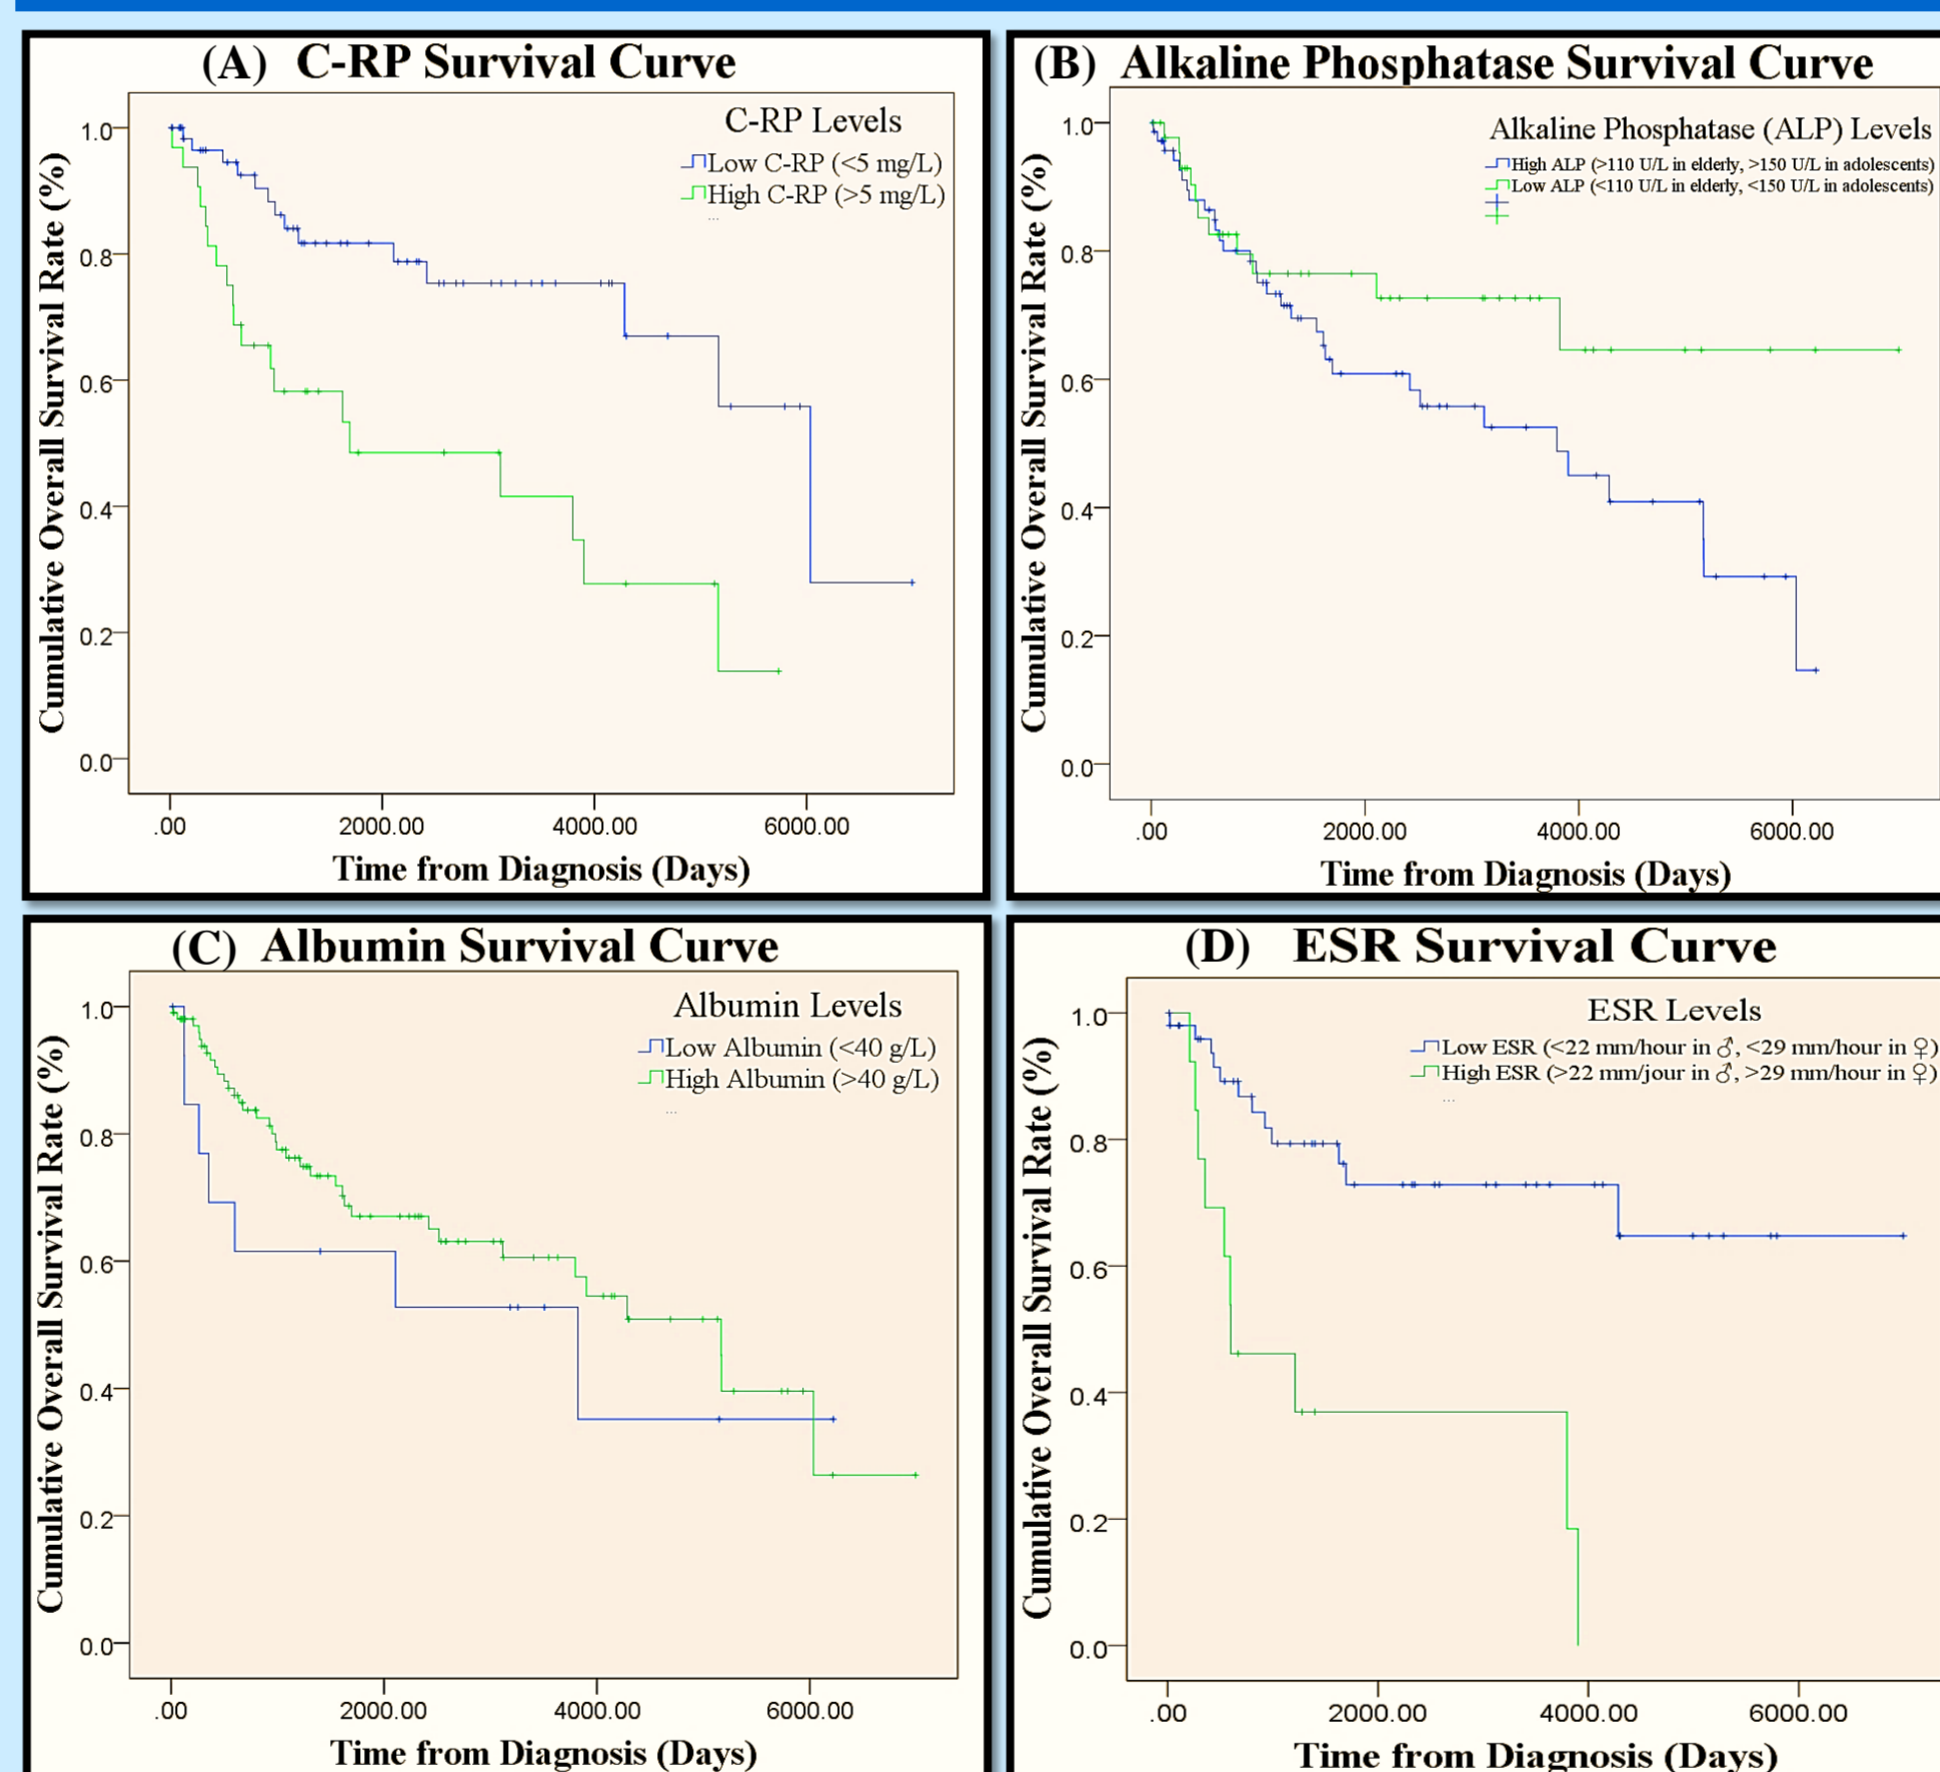 (A) C-RP Survival Curve
C-RP Levels
Low C-RP (<5 mg/L)
High C-RP (>5 mg/L)
...
Cumulative Overall Survival Rate (%)
1.0
0.8
0.6
0.4
0.2
0.0
.00 2000.00 4000.00 6000.00
Time from Diagnosis (Days)
(B) Alkaline Phosphatase Survival Curve
Alkaline Phosphatase (ALP) Levels
High ALP (>110 U/L in elderly, >150 U/L in adolescents)
Low ALP (<110 U/L in elderly, <150 U/L in adolescents)
Cumulative Overall Survival Rate (%)
1.0
0.8
0.6
0.4
0.2
0.0
.00 2000.00 4000.00 6000.00
Time from Diagnosis (Days)
(C) Albumin Survival Curve
Albumin Levels
Low Albumin (<40 g/L)
High Albumin (>40 g/L)
...
Cumulative Overall Survival Rate (%)
1.0
0.8
0.6
0.4
0.2
0.0
.00 2000.00 4000.00 6000.00
Time from Diagnosis (Days)
(D) ESR Survival Curve
ESR Levels
Low ESR (<22 mm/hour in ♂, <29 mm/hour in ♀)
High ESR (>22 mm/jour in ♂, >29 mm/hour in ♀)
...
Cumulative Overall Survival Rate (%)
1.0
0.8
0.6
0.4
0.2
0.0
.00 2000.00 4000.00 6000.00
Time from Diagnosis (Days)